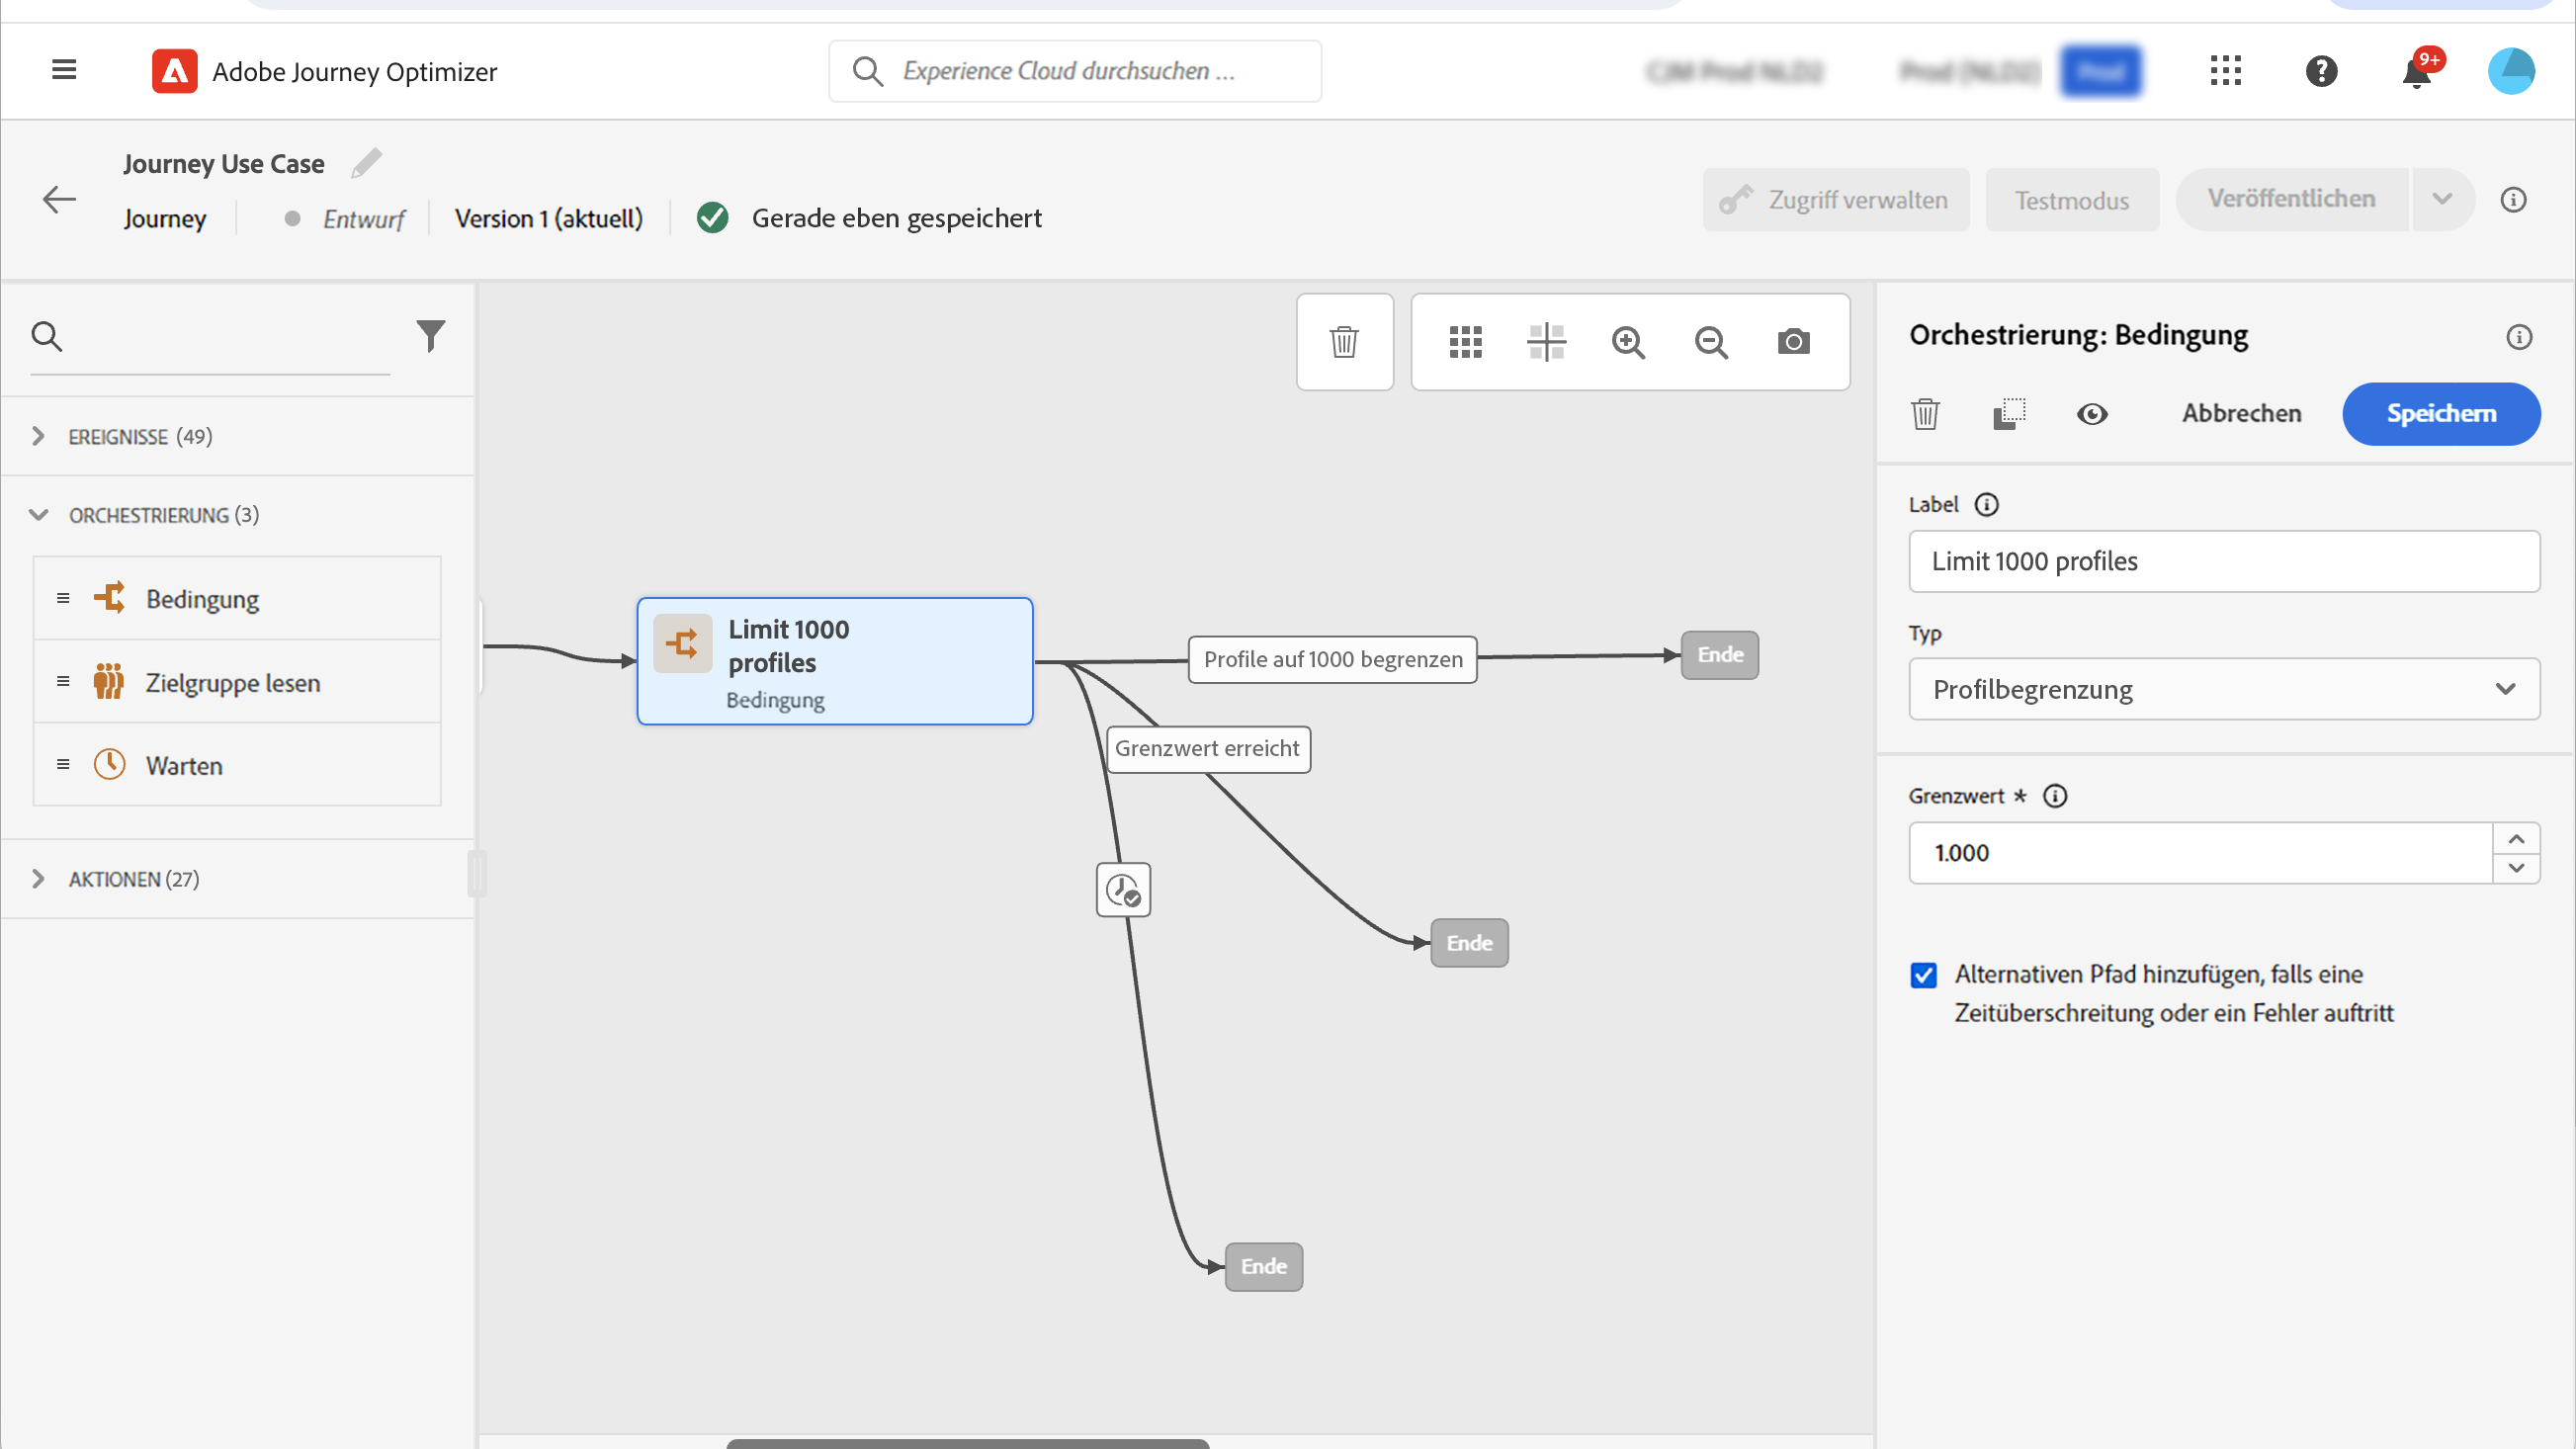 Adobe Journey Optimizer
Experience Cloud durchsuchen ...
9+
Journey Use Case
Journey
Entwurf
Version 1 (aktuell)
Gerade eben gespeichert
Zugriff verwalten
Testmodus
Veröffentlichen
EREIGNISSE (49)
ORCHESTRIERUNG (3)
Bedingung
Zielgruppe lesen
Warten
AKTIONEN (27)
Limit 1000
profiles
Bedingung
Profile auf 1000 begrenzen
Ende
Grenzwert erreicht
Ende
Ende
Orchestrierung: Bedingung
Abbrechen
Speichern
Label
Limit 1000 profiles
Typ
Profilbegrenzung
Grenzwert *
1.000
Alternativen Pfad hinzufügen, falls eine
Zeitüberschreitung oder ein Fehler auftritt